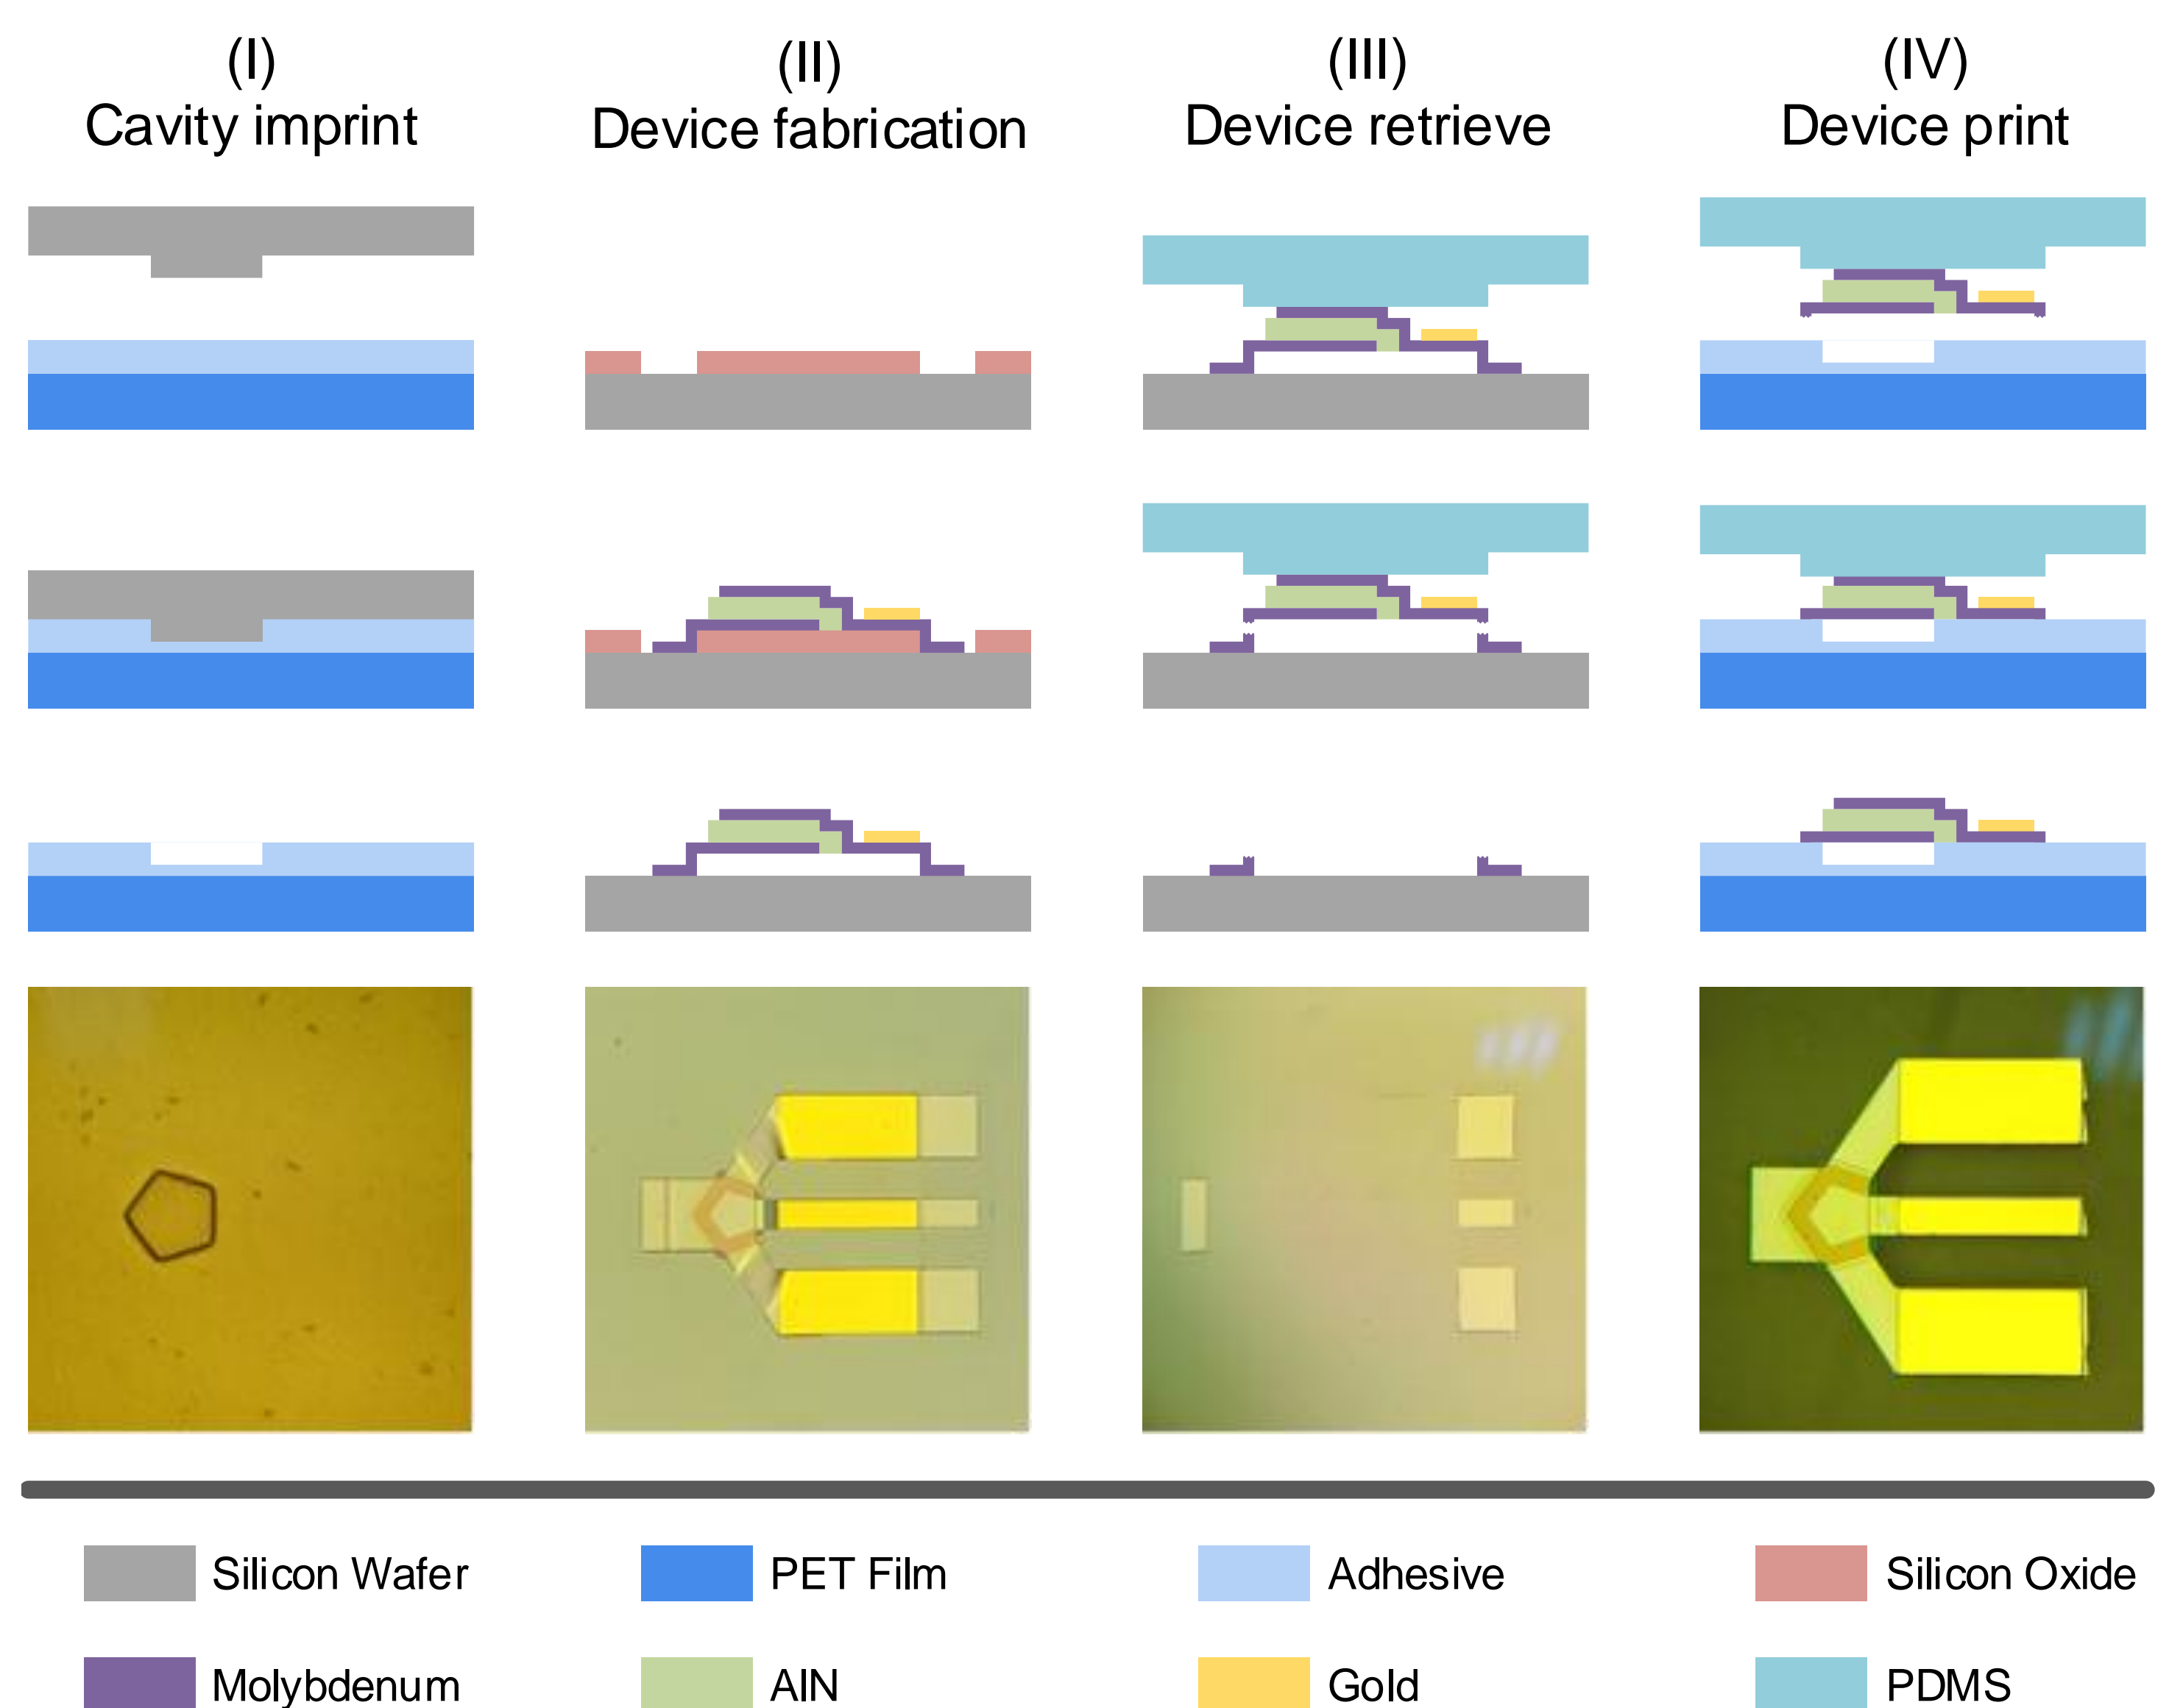 (I)
Cavity imprint
(II)
Device fabrication
(III)
Device retrieve
(IV)
Device print
Silicon Wafer
PET Film
Adhesive
Silicon Oxide
Molybdenum
AlN
Gold
PDMS